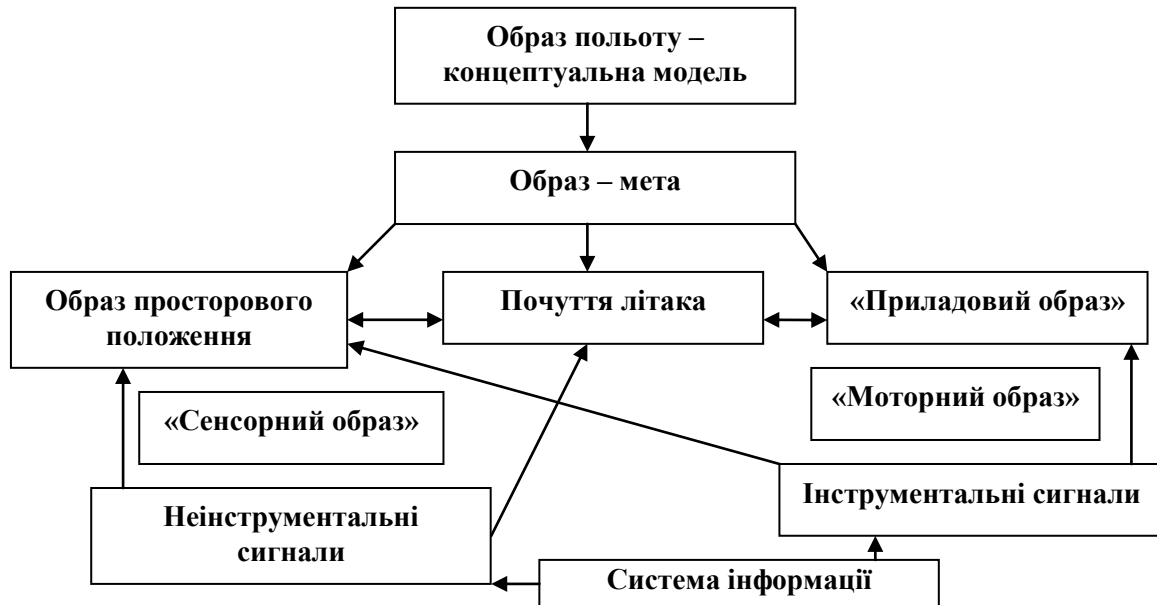 Образ польоту –
концептуальна модель
Образ – мета
Образ просторового
положення
Почуття літака
«Приладовий образ»
«Сенсорний образ»
«Моторний образ»
Неінструментальні
сигнали
Інструментальні сигнали
Система інформації